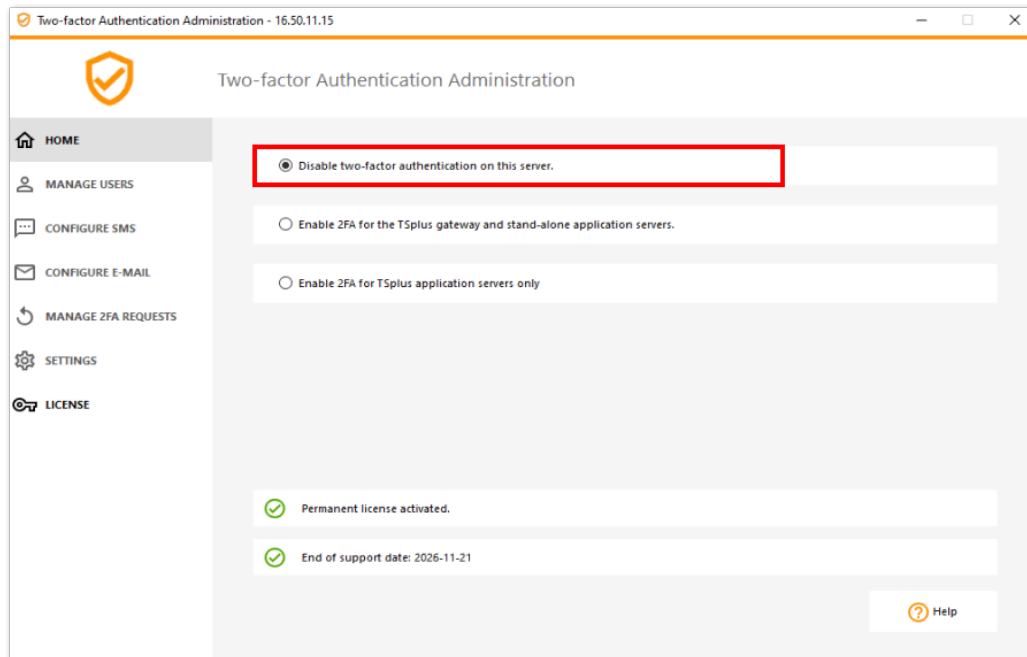 Two-factor Authentication Administration - 16.50.11.15
Two-factor Authentication Administration
HOME
MANAGE USERS
CONFIGURE SMS
CONFIGURE E-MAIL
MANAGE 2FA REQUESTS
SETTINGS
LICENSE
Disable two-factor authentication on this server.
Enable 2FA for the TSplus gateway and stand-alone application servers.
Enable 2FA for TSplus application servers only
Permanent license activated.
End of support date: 2026-11-21
Help